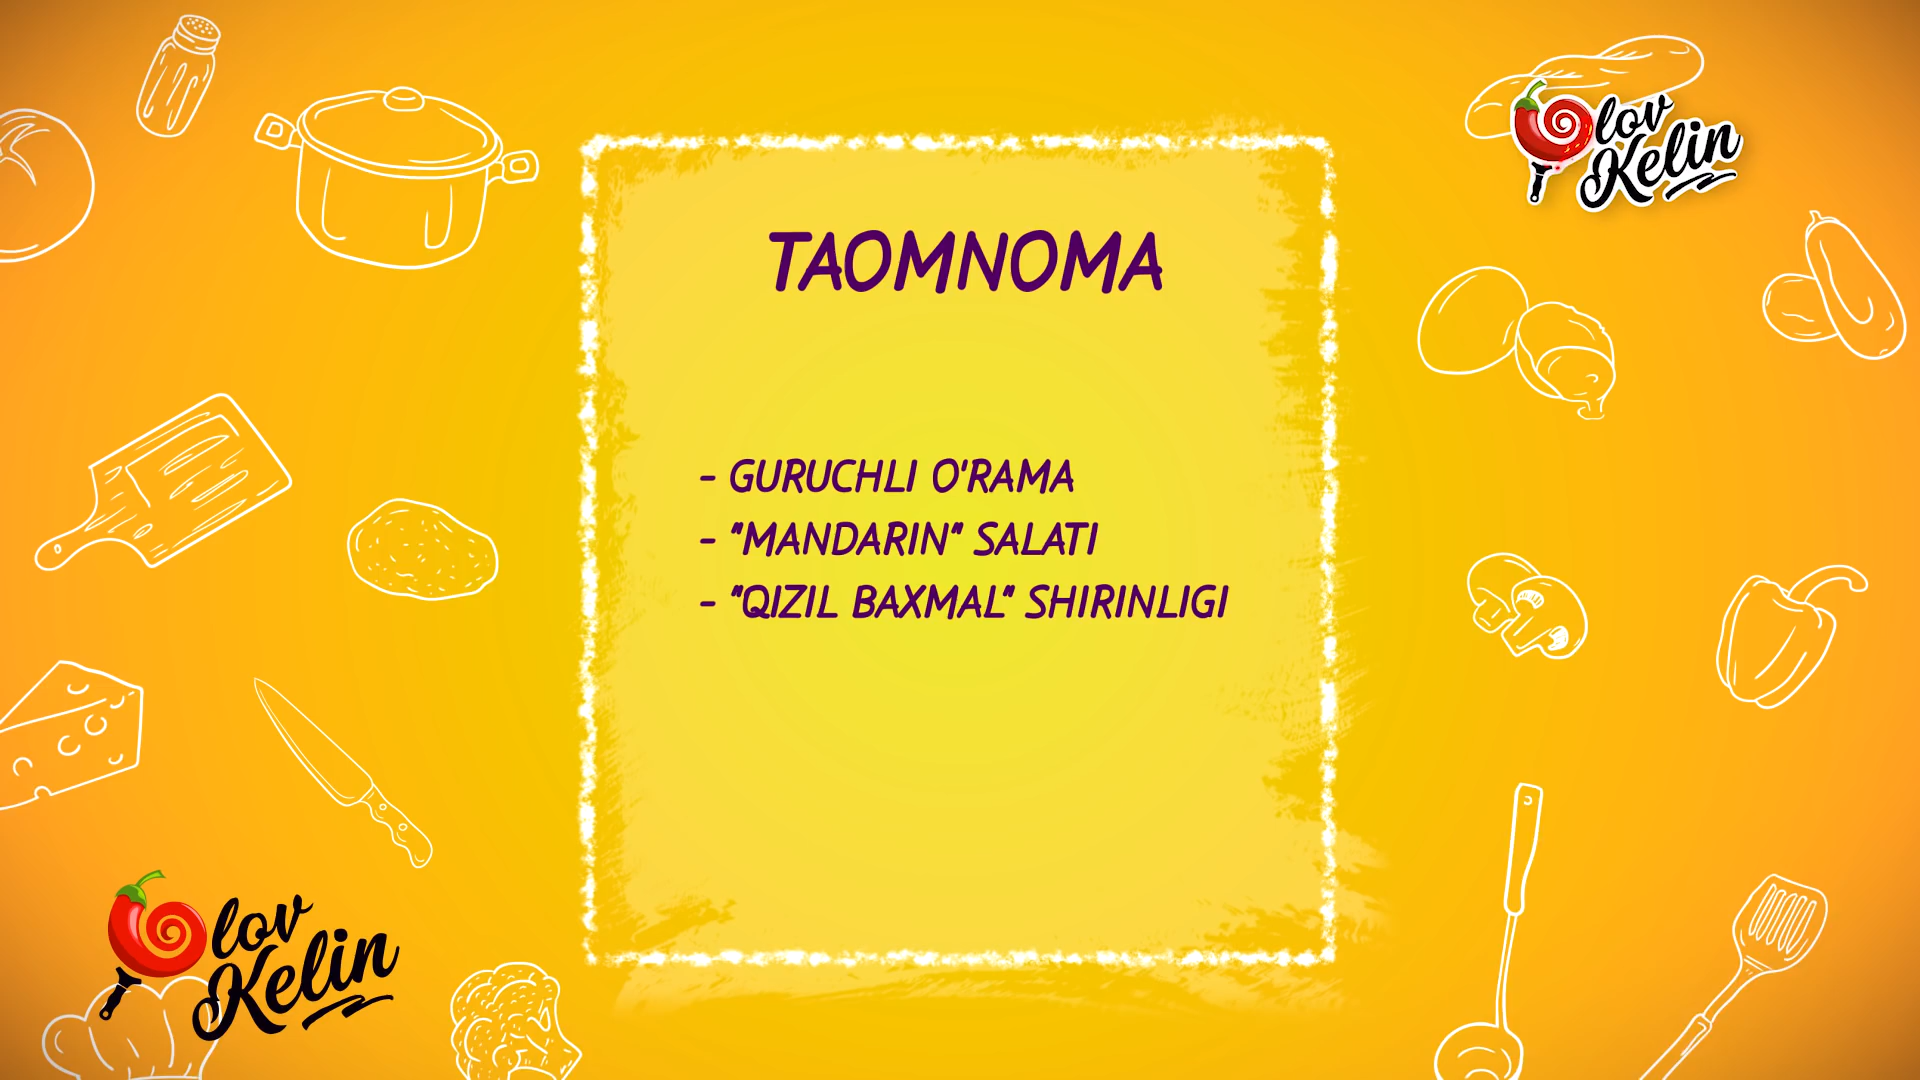 Olov
Kelin
TAOMNOMA
- GURUCHLI O'RAMA
- "MANDARIN" SALATI
- "QIZIL BAXMAL" SHIRINLIGI
Olov
Kelin